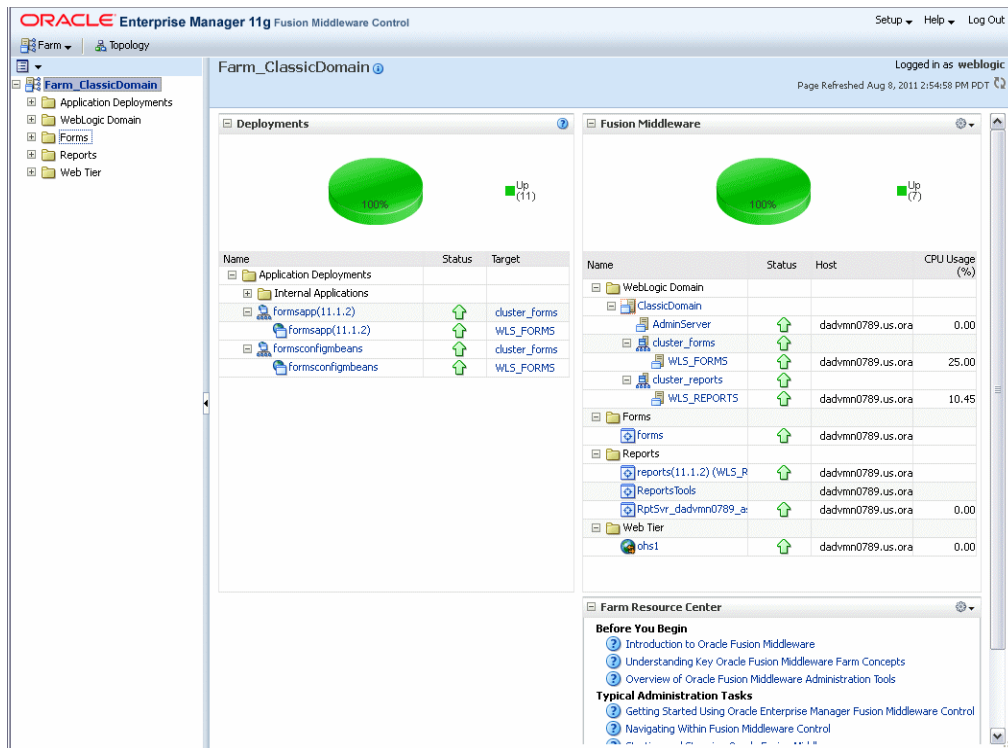 ORACLE Enterprise Manager 11g Fusion Middleware Control
Setup Help Log Out
Farm Topology
Farm_ClassicDomain
Application Deployments
WebLogic Domain
Forms
Reports
Web Tier
Farm_ClassicDomain
Logged in as weblogic
Page Refreshed Aug 8, 2011 2:54:58 PM PDT
Deployments
100%
Up
(11)
Name Status Target
Application Deployments
Internal Applications
formsapp(11.1.2) cluster_forms
formsapp(11.1.2) WLS_FORMS
formsconfigmbeans cluster_forms
formsconfigmbeans WLS_FORMS
Fusion Middleware
100%
Up
(7)
Name Status Host CPU Usage
(%)
WebLogic Domain
ClassicDomain
AdminServer dadvmn0789.us.ora 0.00
cluster_forms
WLS_FORMS dadvmn0789.us.ora 25.00
cluster_reports
WLS_REPORTS dadvmn0789.us.ora 10.45
Forms
forms dadvmn0789.us.ora
Reports
reports(11.1.2) (WLS_R dadvmn0789.us.ora
ReportsTools dadvmn0789.us.ora
RptSvr_dadvmn0789_a dadvmn0789.us.ora 0.00
Web Tier
ohs1 dadvmn0789.us.ora 0.00
Farm Resource Center
Before You Begin
Introduction to Oracle Fusion Middleware
Understanding Key Oracle Fusion Middleware Farm Concepts
Overview of Oracle Fusion Middleware Administration Tools
Typical Administration Tasks
Getting Started Using Oracle Enterprise Manager Fusion Middleware Control
Navigating Within Fusion Middleware Control